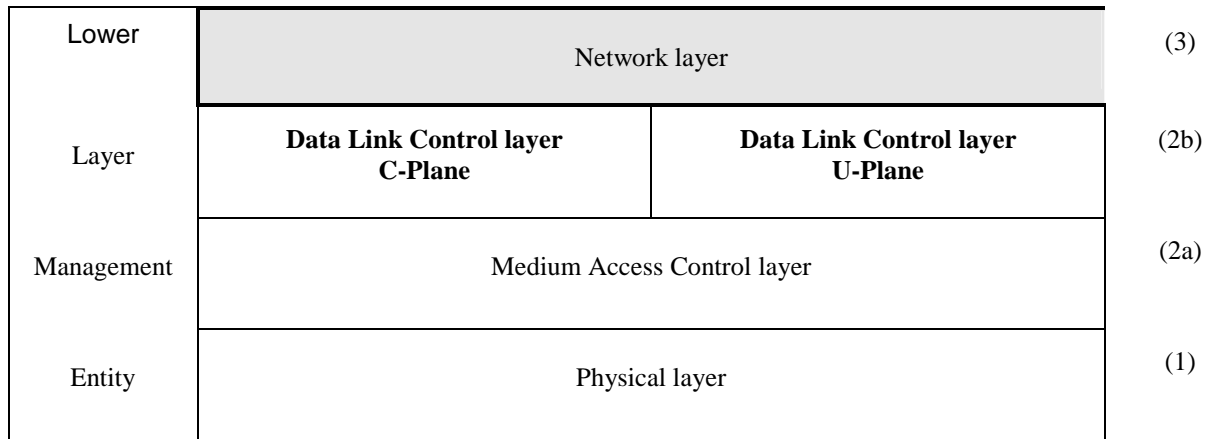 Lower
Network layer
(3)
Layer
Data Link Control layer
C-Plane
Data Link Control layer
U-Plane
(2b)
Management
Medium Access Control layer
(2a)
Entity
Physical layer
(1)